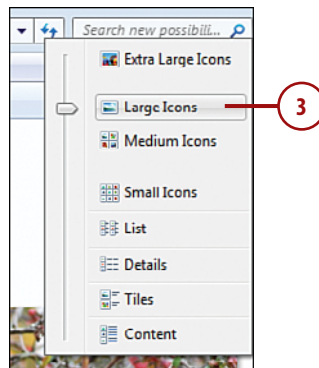 Search new possibili...
Extra Large Icons
Large Icons
3
Medium Icons
Small Icons
List
Details
Tiles
Content